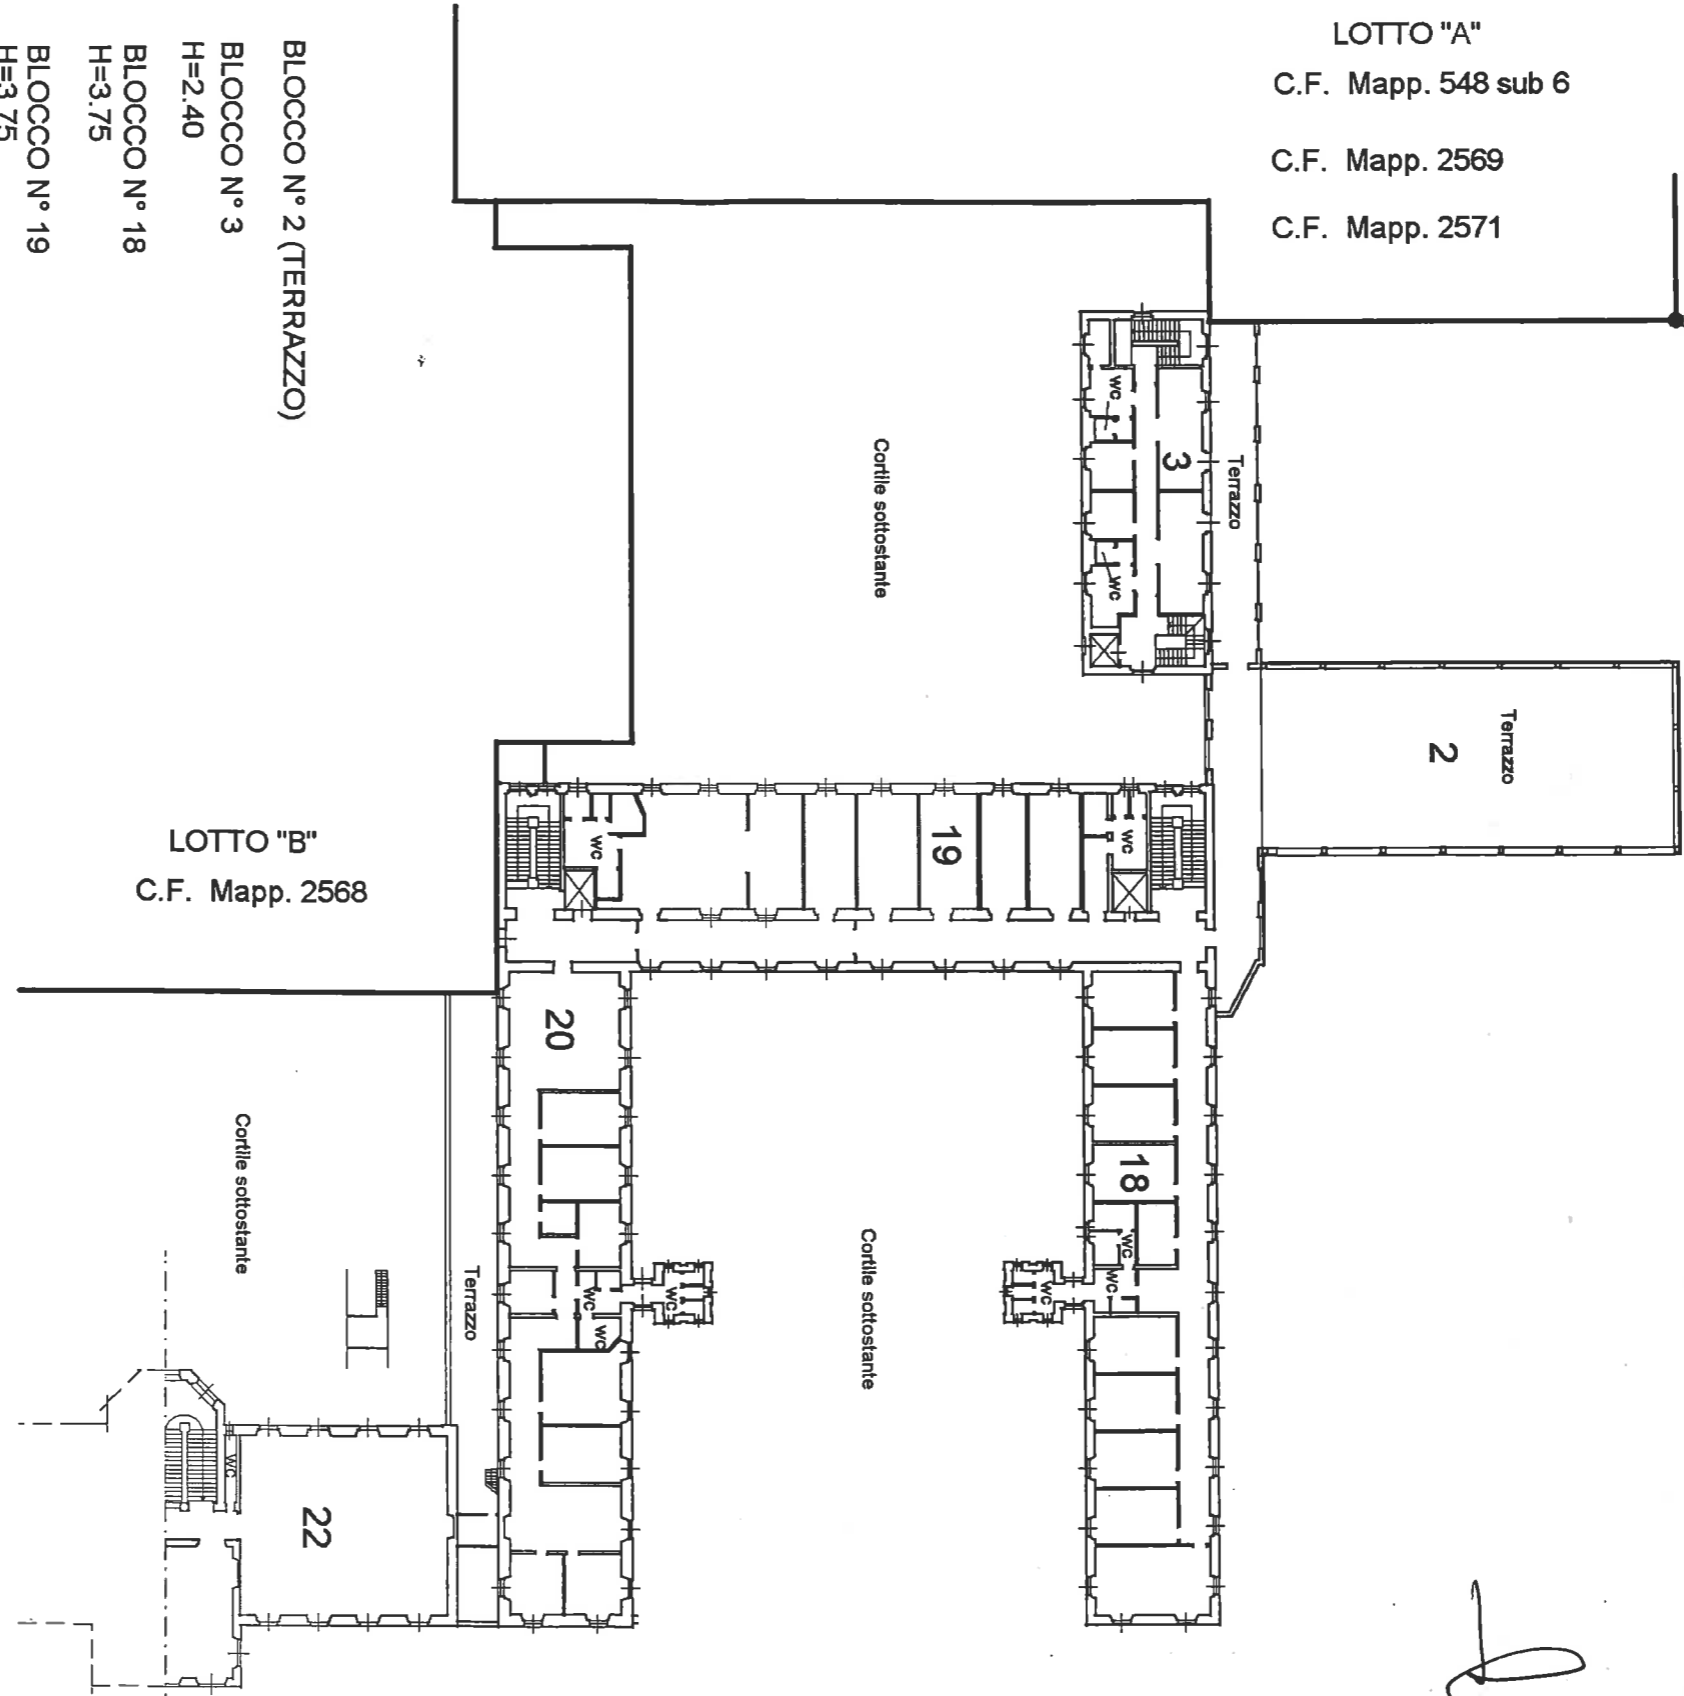 LOTTO "A"
C.F. Mapp. 548 sub 6
C.F. Mapp. 2569
C.F. Mapp. 2571
BLOCCO N° 2 (TERRAZZO)
BLOCCO N° 3
H=2.40
BLOCCO N° 18
H=3.75
BLOCCO N° 19
H=3.75
WC
3
WC
Terrazzo
Cortile sottostante
Terrazzo
2
LOTTO "B"
C.F. Mapp. 2568
WC
19
WC
20
18
WC
WC
WC
WC
WC
WC
Cortile sottostante
Cortile sottostante
Terrazzo
WC
22